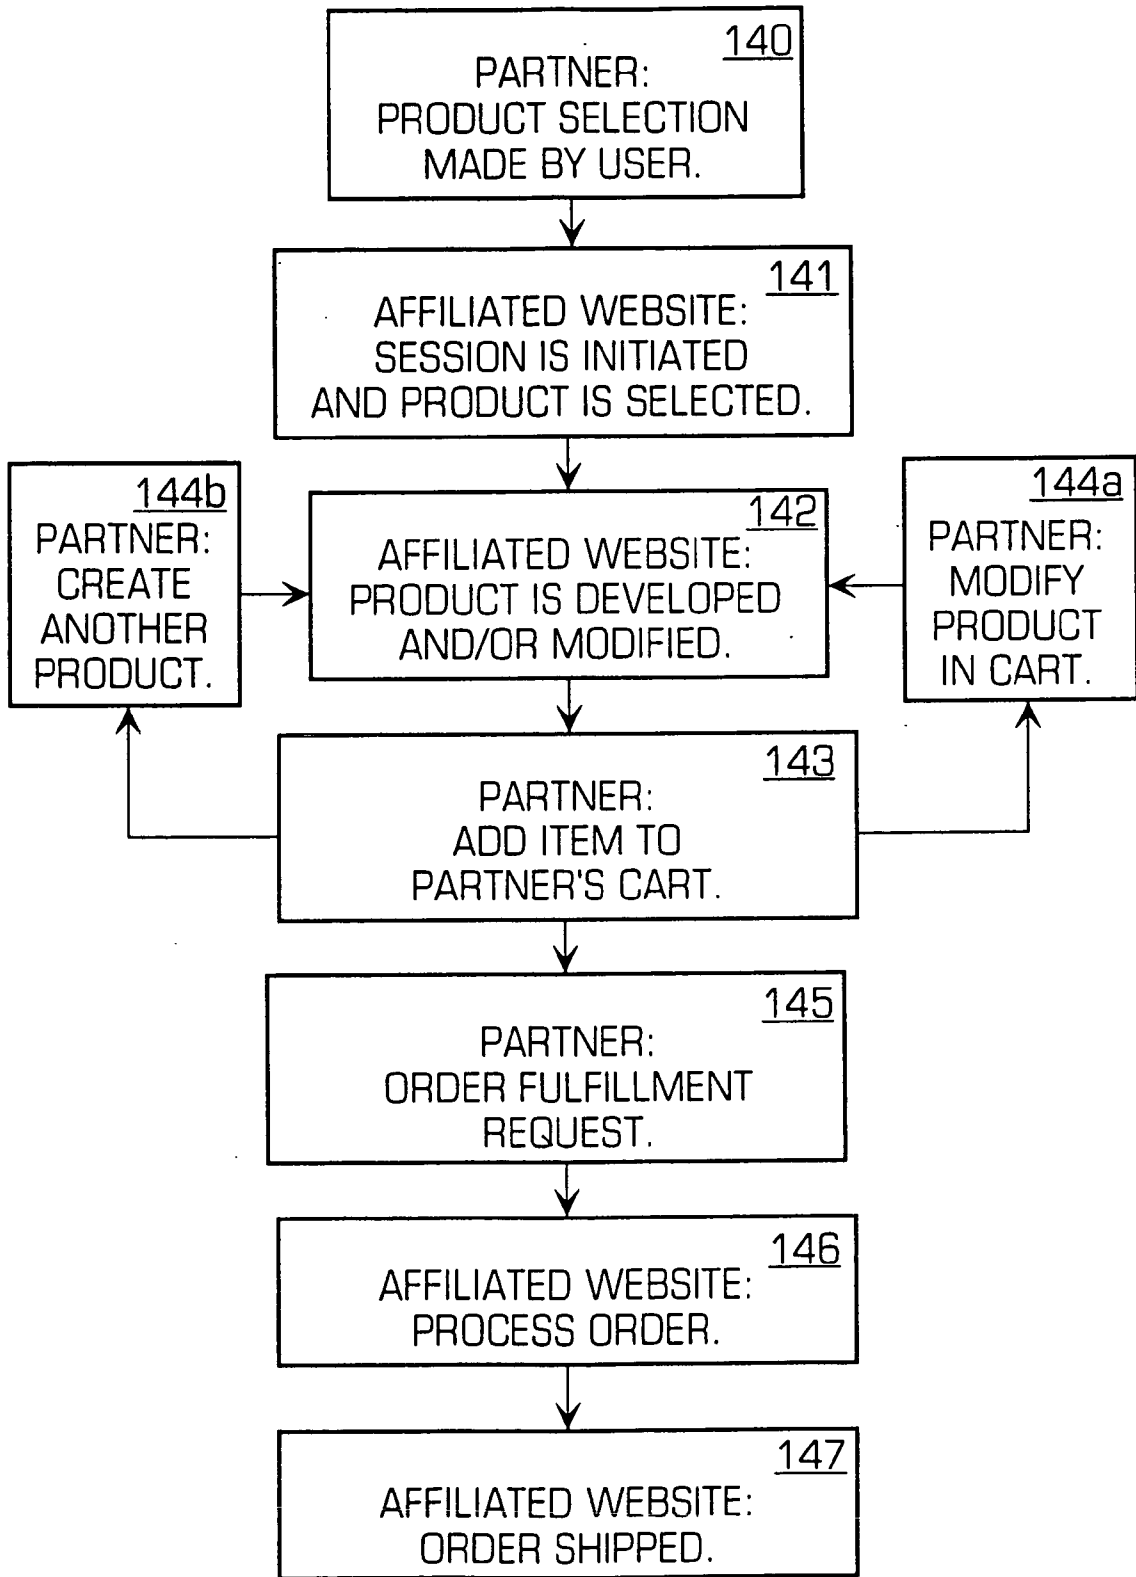 140
PARTNER:
PRODUCT SELECTION
MADE BY USER.
141
AFFILIATED WEBSITE:
SESSION IS INITIATED
AND PRODUCT IS SELECTED.
144b
PARTNER:
CREATE
ANOTHER
PRODUCT.
142
AFFILIATED WEBSITE:
PRODUCT IS DEVELOPED
AND/OR MODIFIED.
144a
PARTNER:
MODIFY
PRODUCT
IN CART.
143
PARTNER:
ADD ITEM TO
PARTNER'S CART.
145
PARTNER:
ORDER FULFILLMENT
REQUEST.
146
AFFILIATED WEBSITE:
PROCESS ORDER.
147
AFFILIATED WEBSITE:
ORDER SHIPPED.